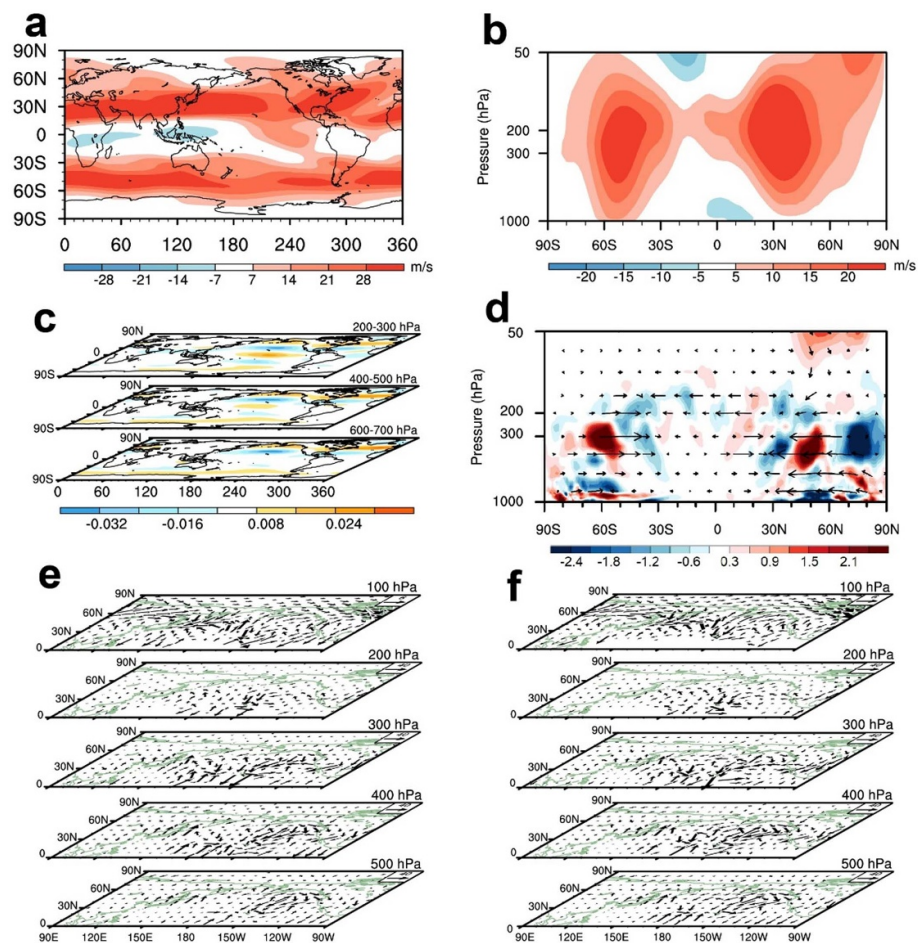 a
90N
60N
30N
0
30S
60S
90S
0 60 120 180 240 300 360
m/s
-28 -21 -14 -7 7 14 21 28
b
50
200
300
1000
Pressure (hPa)
90S 60S 30S 0 30N 60N 90N
m/s
-20 -15 -10 -5 5 10 15 20
c
200-300 hPa
90N
0
90S
400-500 hPa
90N
0
90S
600-700 hPa
90N
0
90S
0 60 120 180 240 300 360
-0.032 -0.016 0.008 0.024
d
50
200
300
1000
Pressure (hPa)
90S 60S 30S 0 30N 60N 90N
-2.4 -1.8 -1.2 -0.6 0.3 0.9 1.5 2.1
e
100 hPa
90N
60N
30N
0
200 hPa
90N
60N
30N
0
300 hPa
90N
60N
30N
0
400 hPa
90N
60N
30N
0
500 hPa
90N
60N
30N
0
90E 120E 150E 180 150W 120W 90W
f
100 hPa
90N
60N
30N
0
200 hPa
90N
60N
30N
0
300 hPa
90N
60N
30N
0
400 hPa
90N
60N
30N
0
500 hPa
90N
60N
30N
0
90E 120E 150E 180 150W 120W 90W